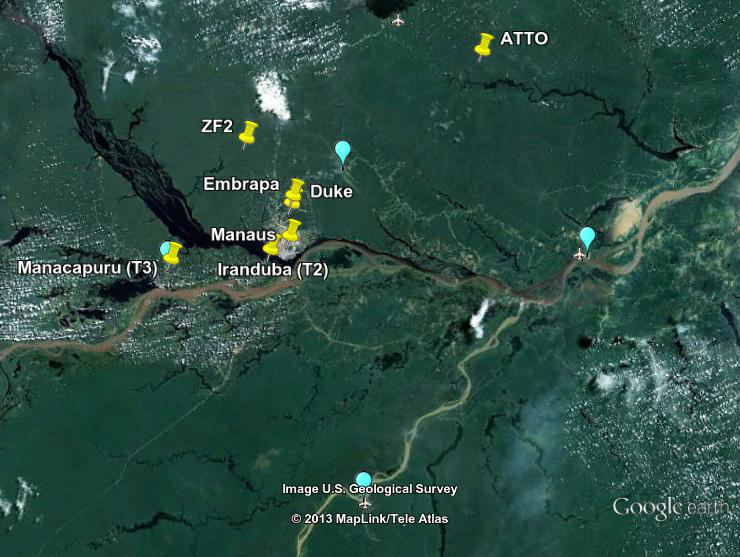 ATTO
ZF2
Embrapa
Duke
Manaus
Manacapuru (T3)
Iranduba (T2)
Image U.S. Geological Survey
© 2013 MapLink/Tele Atlas
Google earth